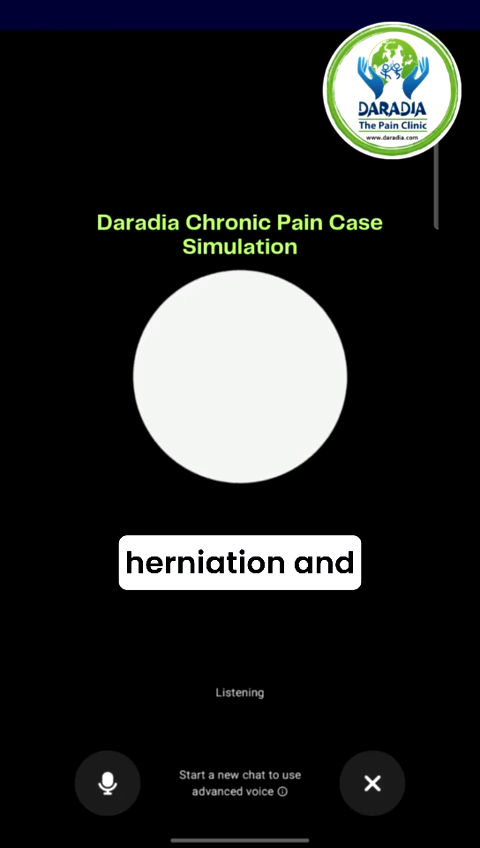 DARADIA
The Pain Clinic
www.daradia.com
Daradia Chronic Pain Case
Simulation
herniation and
Listening
Start a new chat to use
advanced voice